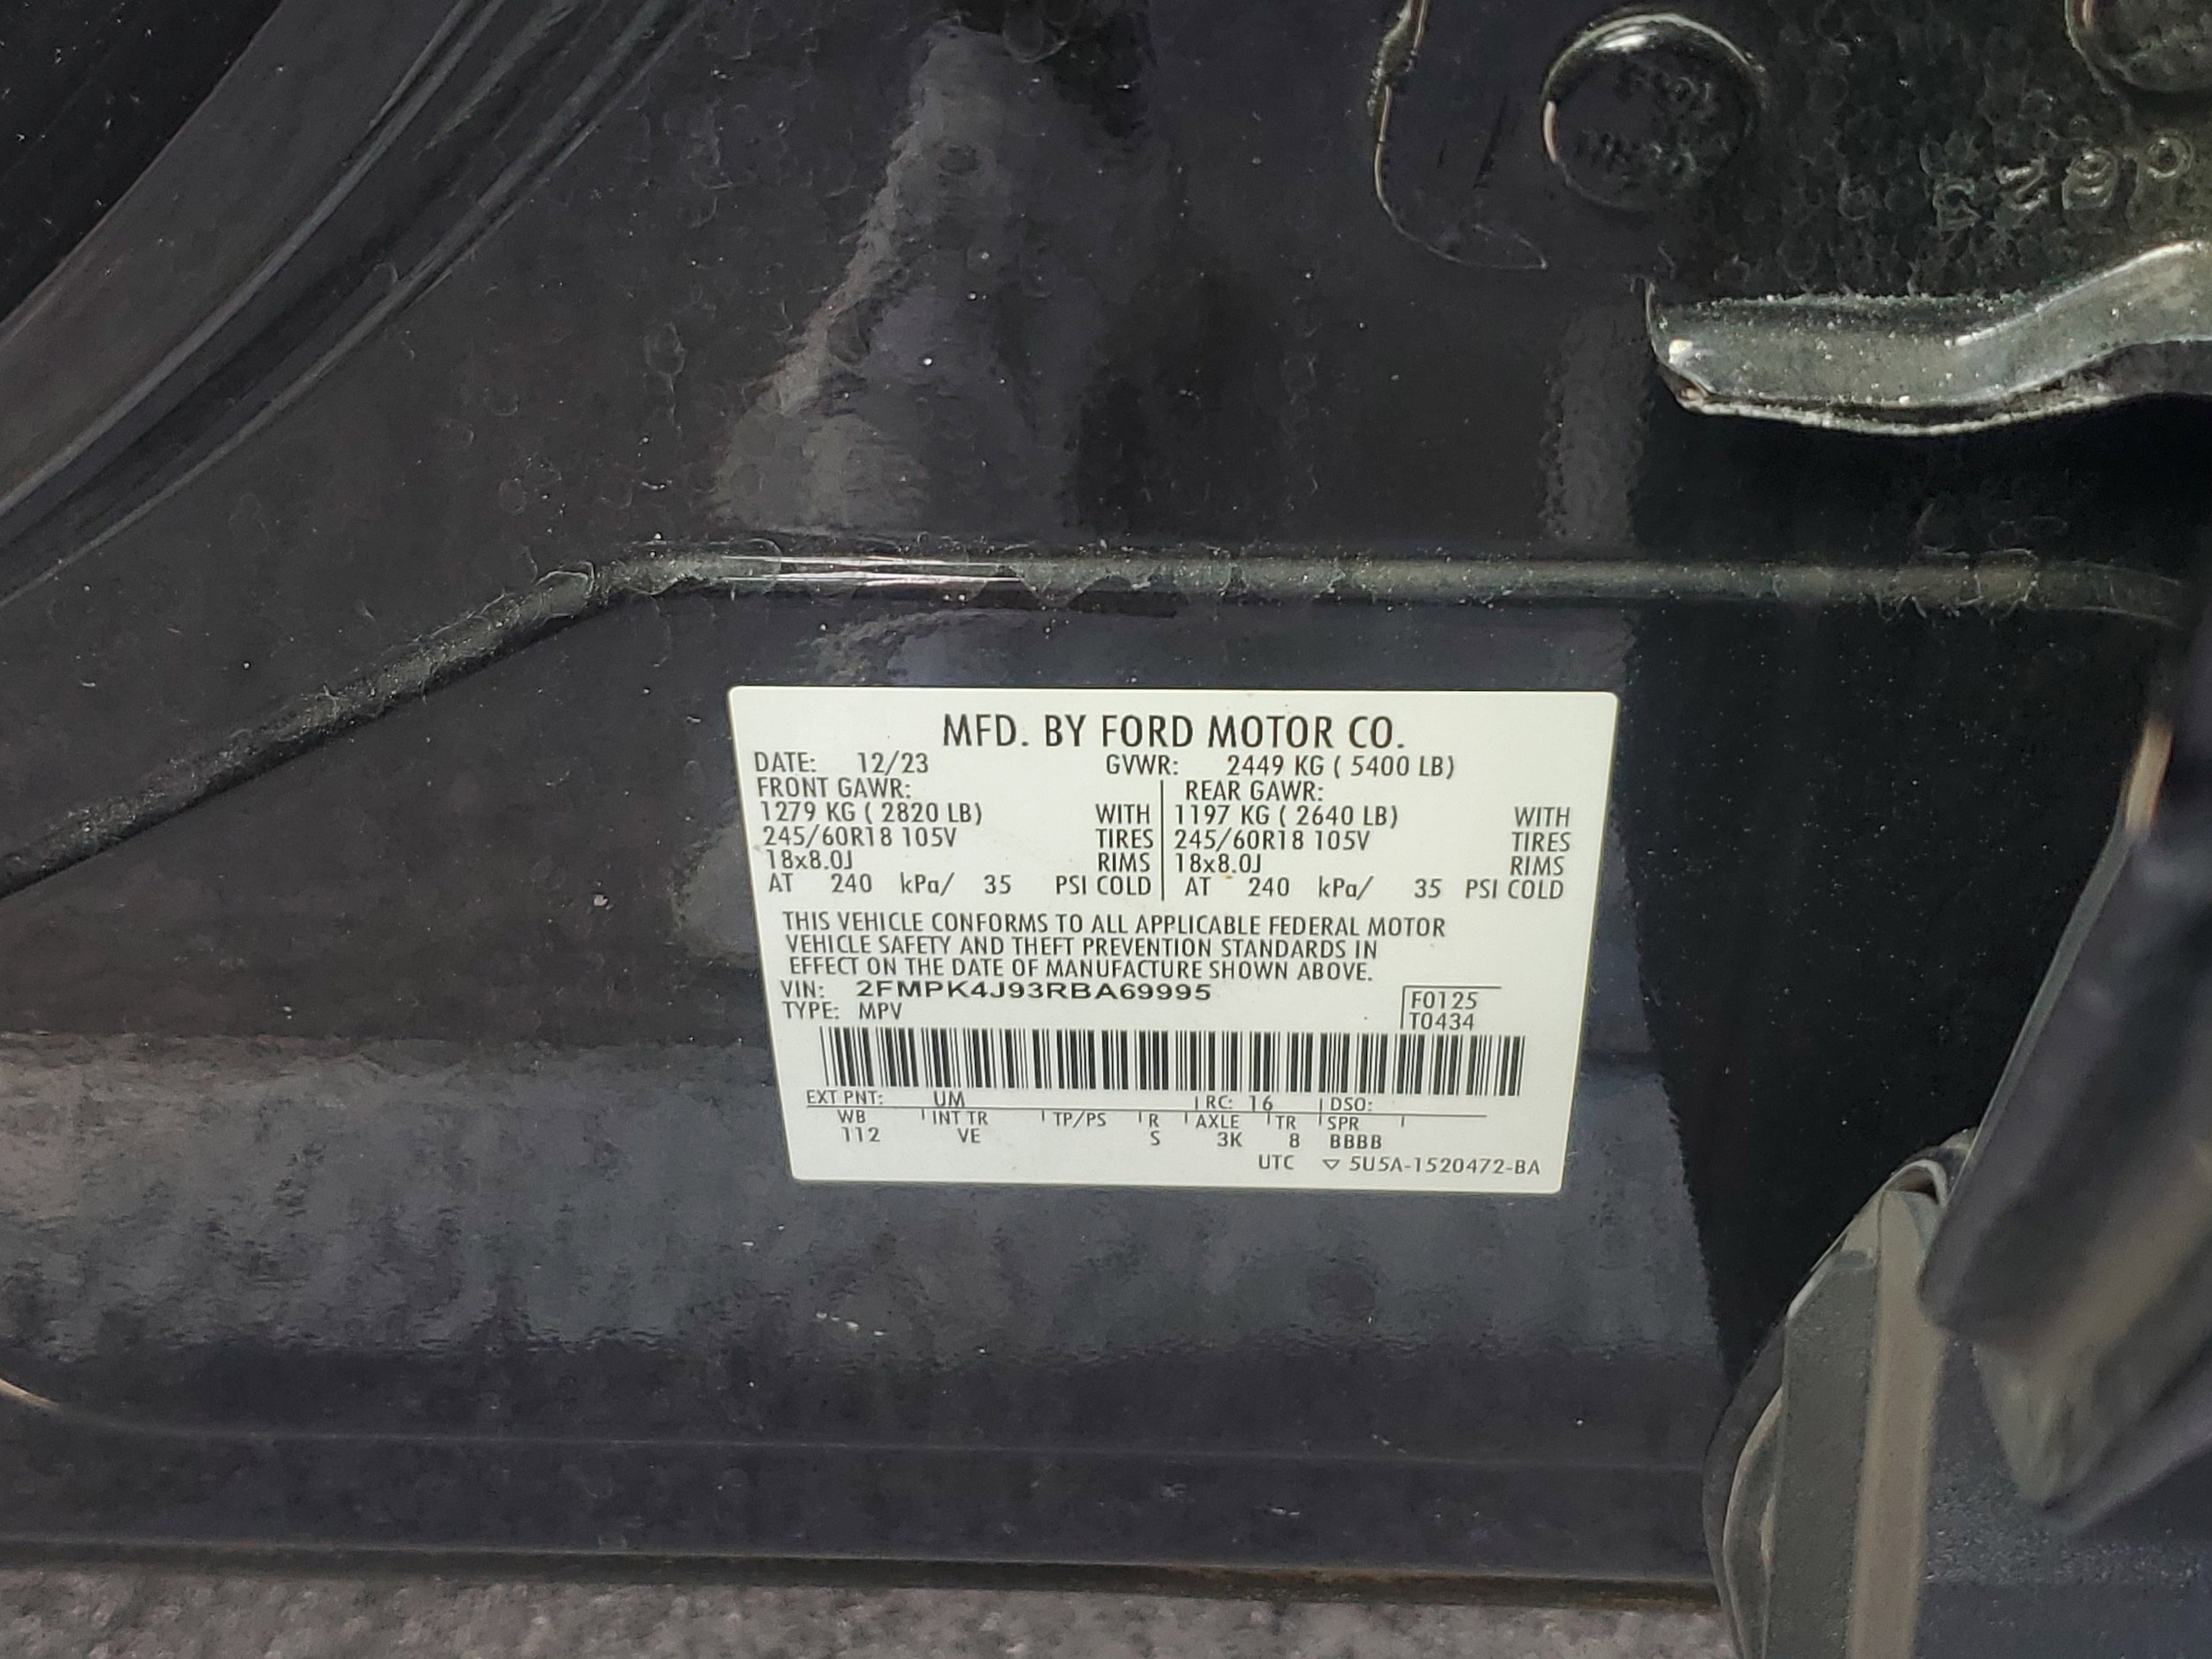 MFD. BY FORD MOTOR CO.
DATE: 12/23 GVWR: 2449 KG ( 5400 LB)
FRONT GAWR: REAR GAWR:
1279 KG ( 2820 LB) WITH 1197 KG ( 2640 LB) WITH
245/60R18 105V TIRES 245/60R18 105V TIRES
18x8.0J RIMS 18x8.0J RIMS
AT 240 kPa/ 35 PSI COLD AT 240 kPa/ 35 PSI COLD
THIS VEHICLE CONFORMS TO ALL APPLICABLE FEDERAL MOTOR
VEHICLE SAFETY AND THEFT PREVENTION STANDARDS IN
EFFECT ON THE DATE OF MANUFACTURE SHOWN ABOVE.
VIN: 2FMPK4J93RBA69995
TYPE: MPV
F0125
T0434
EXT PNT: UM RC: 16 DSO:
WB INT TR TP/PS R AXLE TR SPR
112 VE S 3K 8 BBBB
UTC ▽ 5U5A-1520472-BA